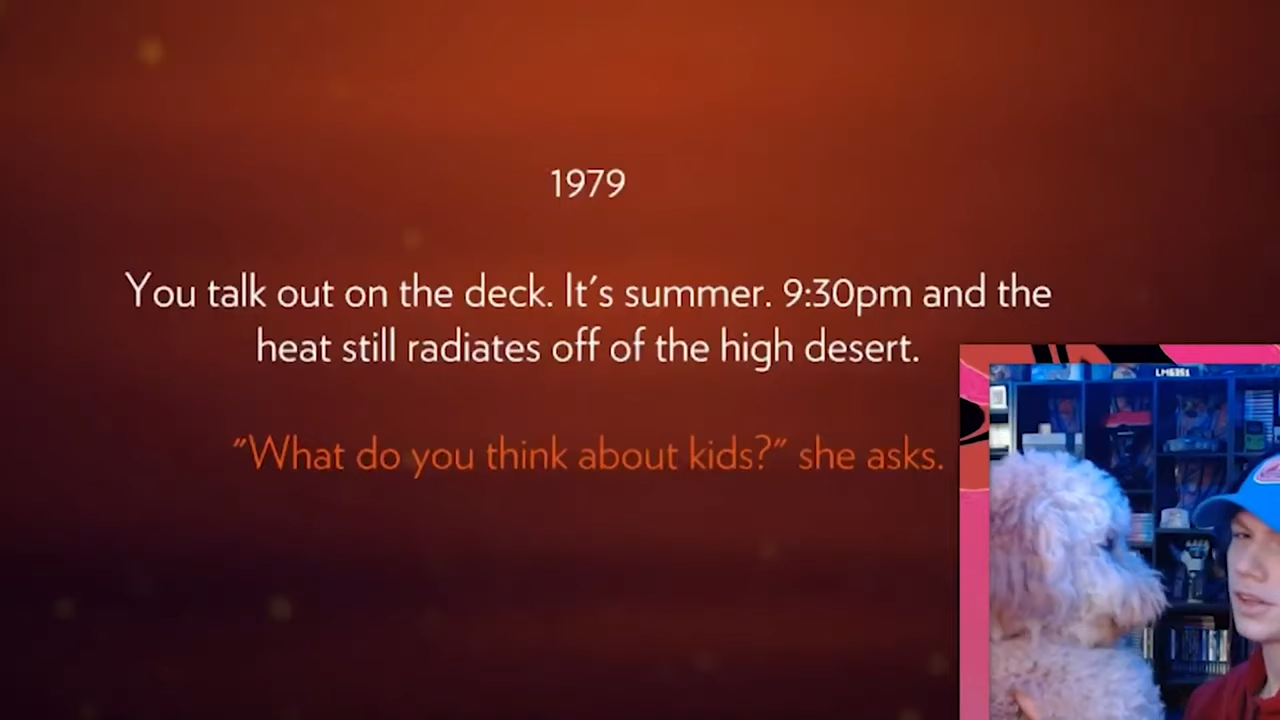 1979
You talk out on the deck. It's summer. 9:30pm and the
heat still radiates off of the high desert.
"What do you think about kids?" she asks.